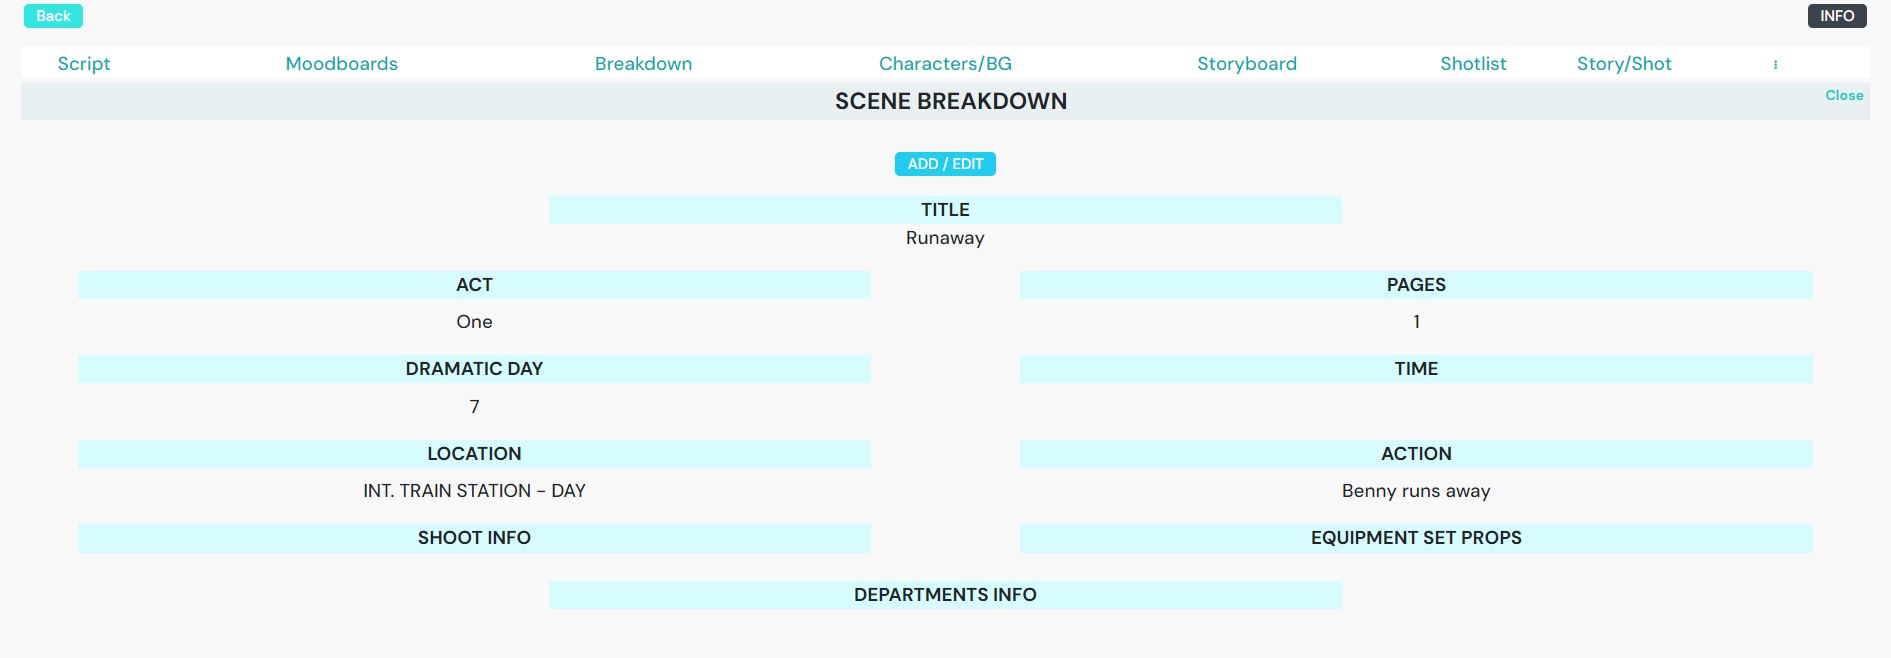 Back
INFO
Script Moodboards Breakdown Characters/BG Storyboard Shotlist Story/Shot
SCENE BREAKDOWN
Close
ADD / EDIT
TITLE
Runaway
ACT
One
PAGES
1
DRAMATIC DAY
7
TIME
LOCATION
INT. TRAIN STATION - DAY
ACTION
Benny runs away
SHOOT INFO
EQUIPMENT SET PROPS
DEPARTMENTS INFO